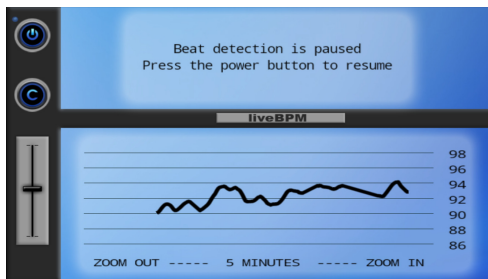 Beat detection is paused
Press the power button to resume
liveBPM
98
96
94
92
90
88
86
ZOOM OUT ----- 5 MINUTES ----- ZOOM IN